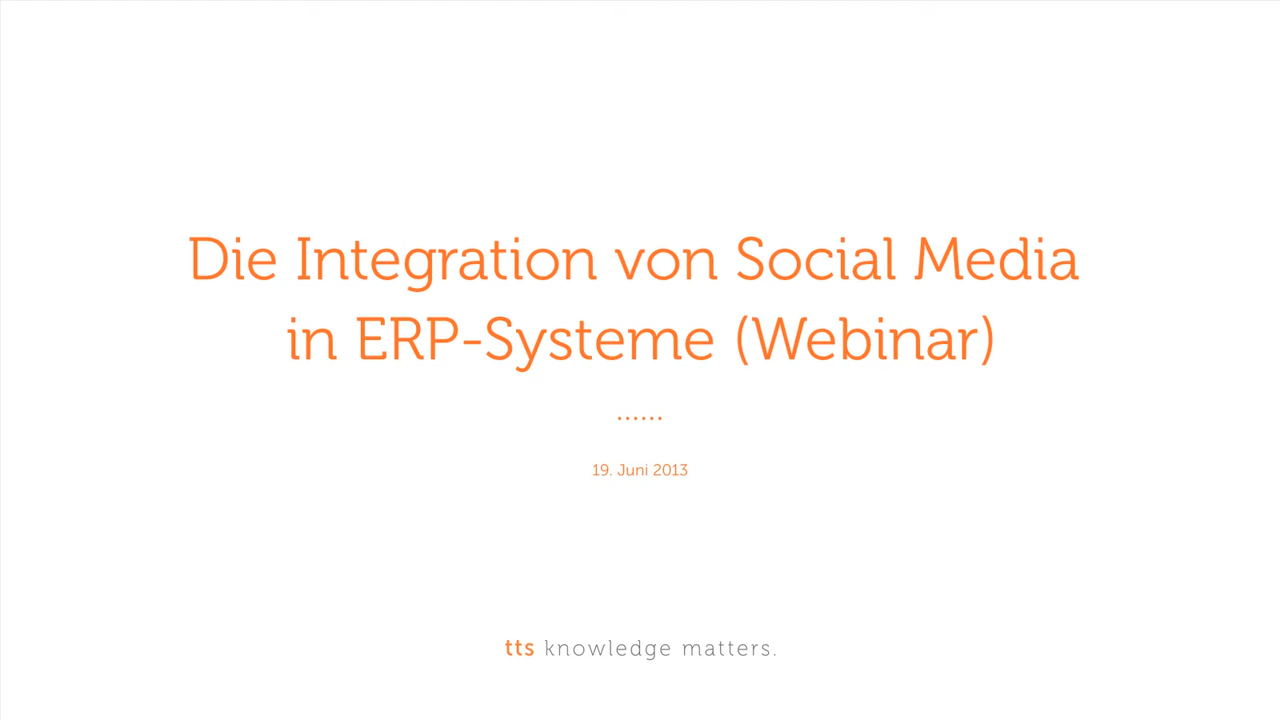 Die Integration von Social Media
in ERP-Systeme (Webinar)
......
19. Juni 2013
tts knowledge matters.